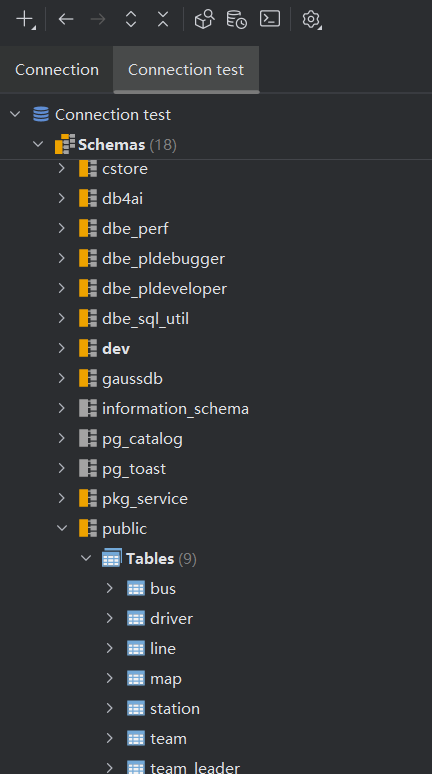 Connection Connection test
Connection test
Schemas (18)
cstore
db4ai
dbe_perf
dbe_pldebugger
dbe_pldeveloper
dbe_sql_util
dev
gaussdb
information_schema
pg_catalog
pg_toast
pkg_service
public
Tables (9)
bus
driver
line
map
station
team
team_leader